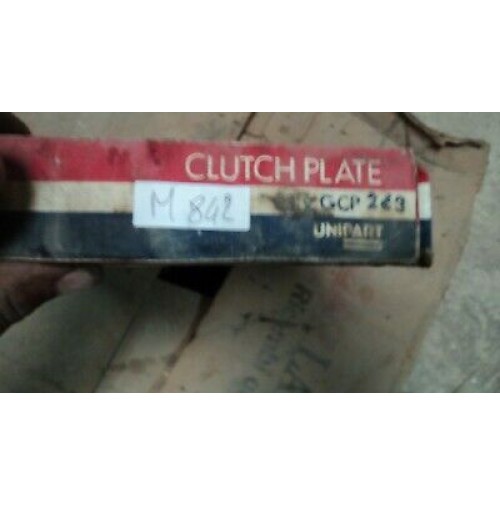 CLUTCH PLATE
M 842
GCP 243
UNIPART